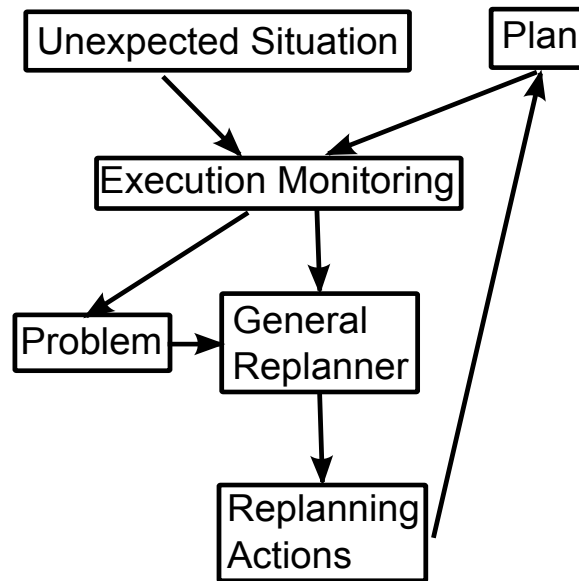 Unexpected Situation
Plan
Execution Monitoring
Problem
General
Replanner
Replanning
Actions